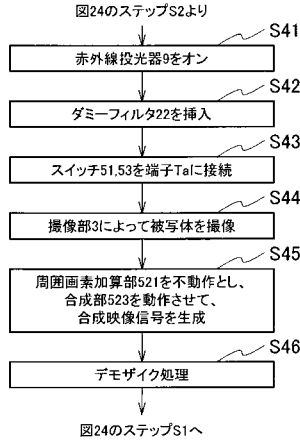 図24のステップS2より
S41
赤外線投光器9をオン
S42
ダミーフィルタ22を挿入
S43
スイッチ51,53を端子Taに接続
S44
撮像部3によって被写体を撮像
S45
周囲画素加算部521を不動作とし、
合成部523を動作させて、
合成映像信号を生成
S46
デモザイク処理
図24のステップS1へ